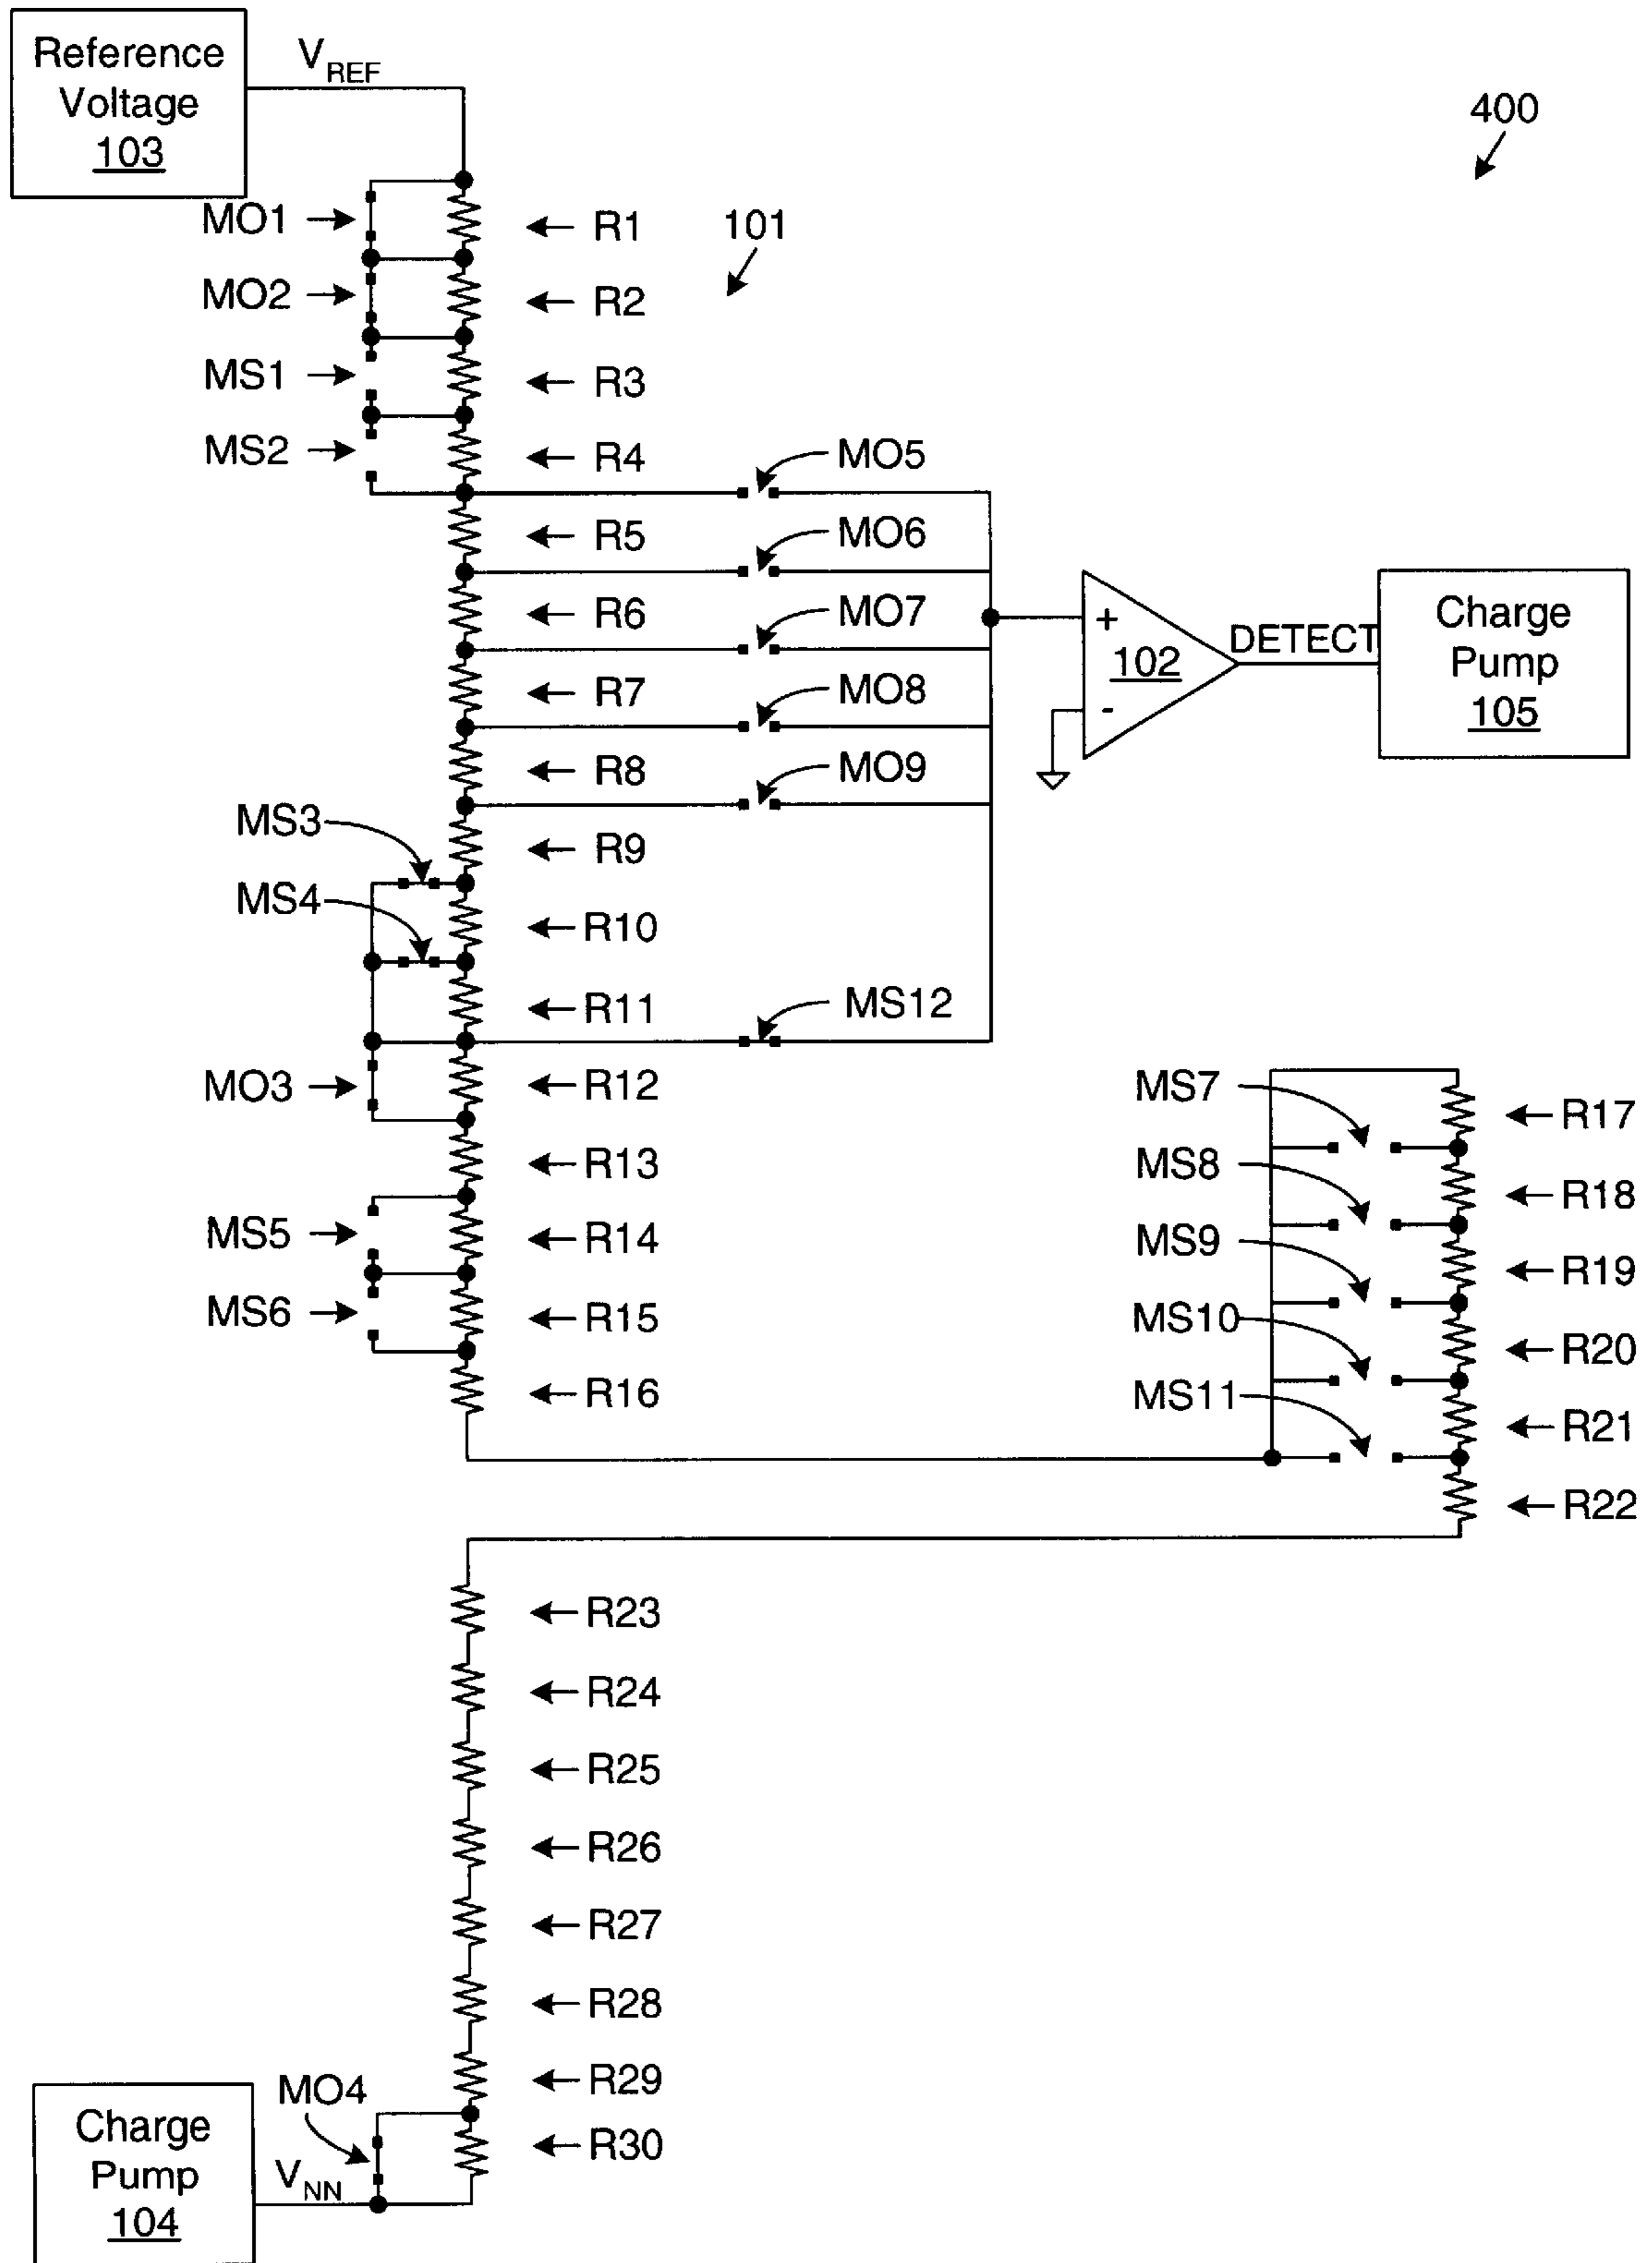 Reference
Voltage
103
V_REF
400
MO1
R1
101
MO2
R2
MS1
R3
MS2
R4
MO5
R5
MO6
R6
MO7
R7
MO8
R8
MO9
+
102
-
DETECT
Charge
Pump
105
MS3
R9
MS4
R10
R11
MS12
MO3
R12
R13
MS5
R14
MS6
R15
R16
MS7
R17
MS8
R18
MS9
R19
MS10
R20
MS11
R21
R22
R23
R24
R25
R26
R27
R28
R29
MO4
R30
Charge
Pump
104
V_NN